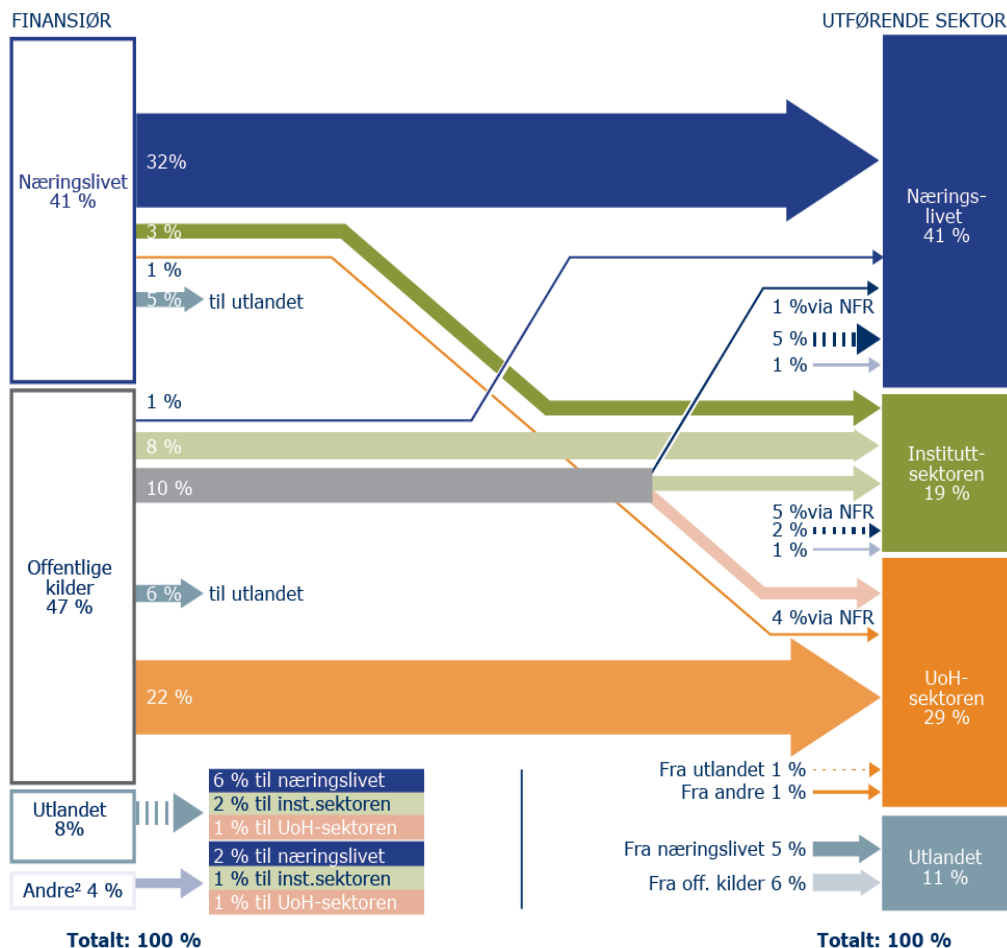 FINANSIØR
UTFØRENDE SEKTOR
Næringslivet
41 %
32%
3 %
1 %
5 %
til utlandet
Nærings-
livet
41 %
1 %via NFR
5 %
1 %
Offentlige
kilder
47 %
1 %
8 %
10 %
6 %
til utlandet
22 %
Institutt-
sektoren
19 %
5 %via NFR
2 %
1 %
4 %via NFR
UoH-
sektoren
29 %
Fra utlandet 1 %
Fra andre 1 %
Utlandet
8%
6 % til næringslivet
2 % til inst.sektoren
1 % til UoH-sektoren
Andre² 4 %
2 % til næringslivet
1 % til inst.sektoren
1 % til UoH-sektoren
Fra næringslivet 5 %
Fra off. kilder 6 %
Utlandet
11 %
Totalt: 100 %
Totalt: 100 %